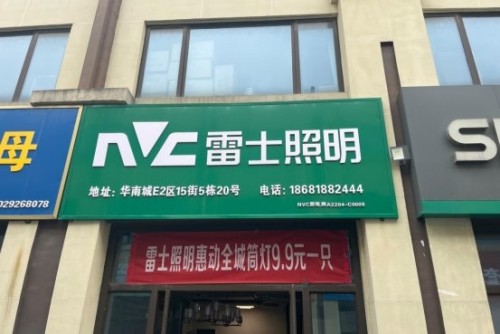 NVC 雷士照明
地址：华南城E2区15街5栋20号 电话：18681882444
雷士照明惠动全城筒灯9.9元一只
母
029268078
S